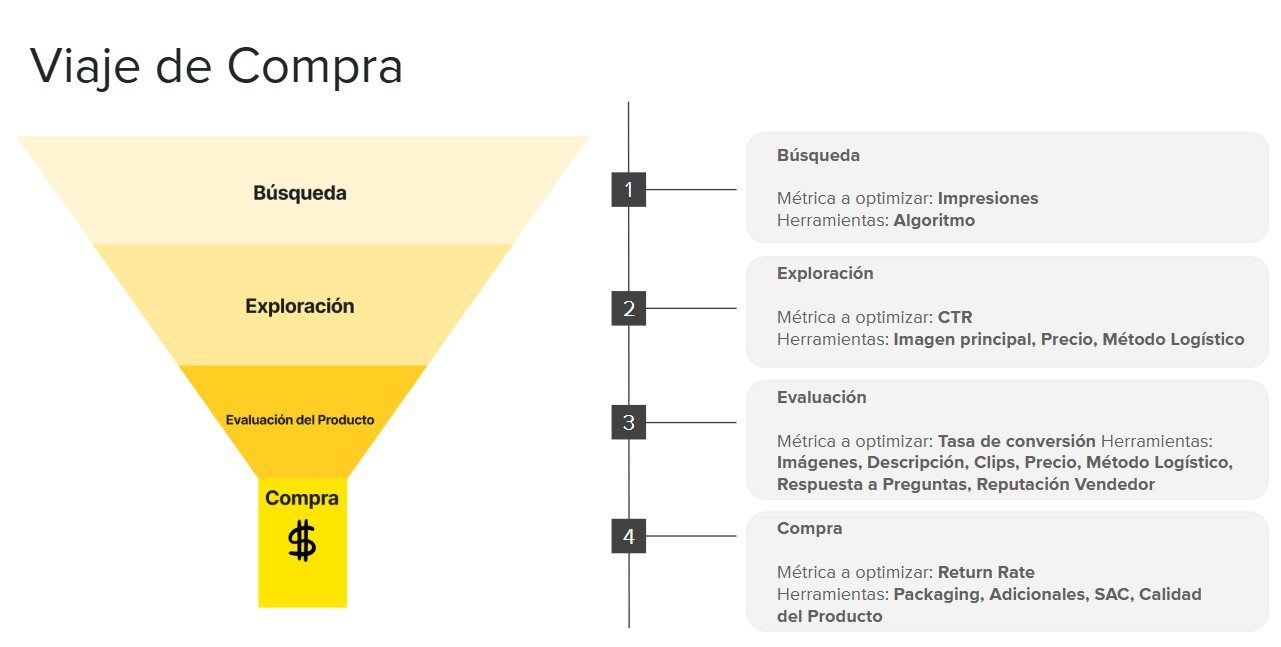 Viaje de Compra
Búsqueda
Exploración
Evaluación del Producto
Compra
$
1
Búsqueda
Métrica a optimizar: Impresiones
Herramientas: Algoritmo
2
Exploración
Métrica a optimizar: CTR
Herramientas: Imagen principal, Precio, Método Logístico
3
Evaluación
Métrica a optimizar: Tasa de conversión Herramientas:
Imágenes, Descripción, Clips, Precio, Método Logístico,
Respuesta a Preguntas, Reputación Vendedor
4
Compra
Métrica a optimizar: Return Rate
Herramientas: Packaging, Adicionales, SAC, Calidad
del Producto